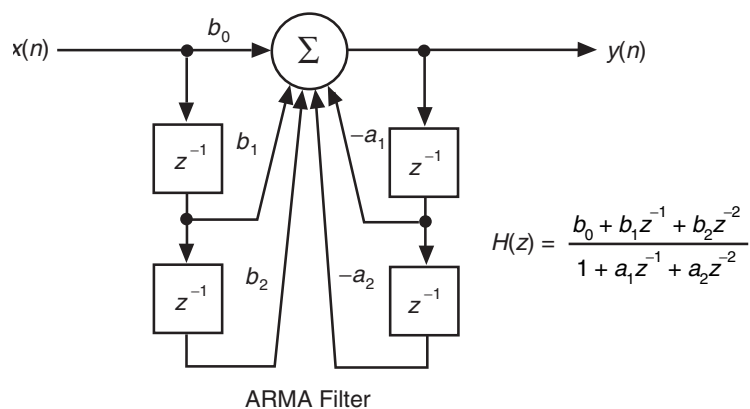 x(n) b₀ Σ y(n)
z⁻¹ b₁ –a₁ z⁻¹
z⁻¹ b₂ –a₂ z⁻¹
H(z) = (b₀ + b₁z⁻¹ + b₂z⁻²) / (1 + a₁z⁻¹ + a₂z⁻²)
ARMA Filter